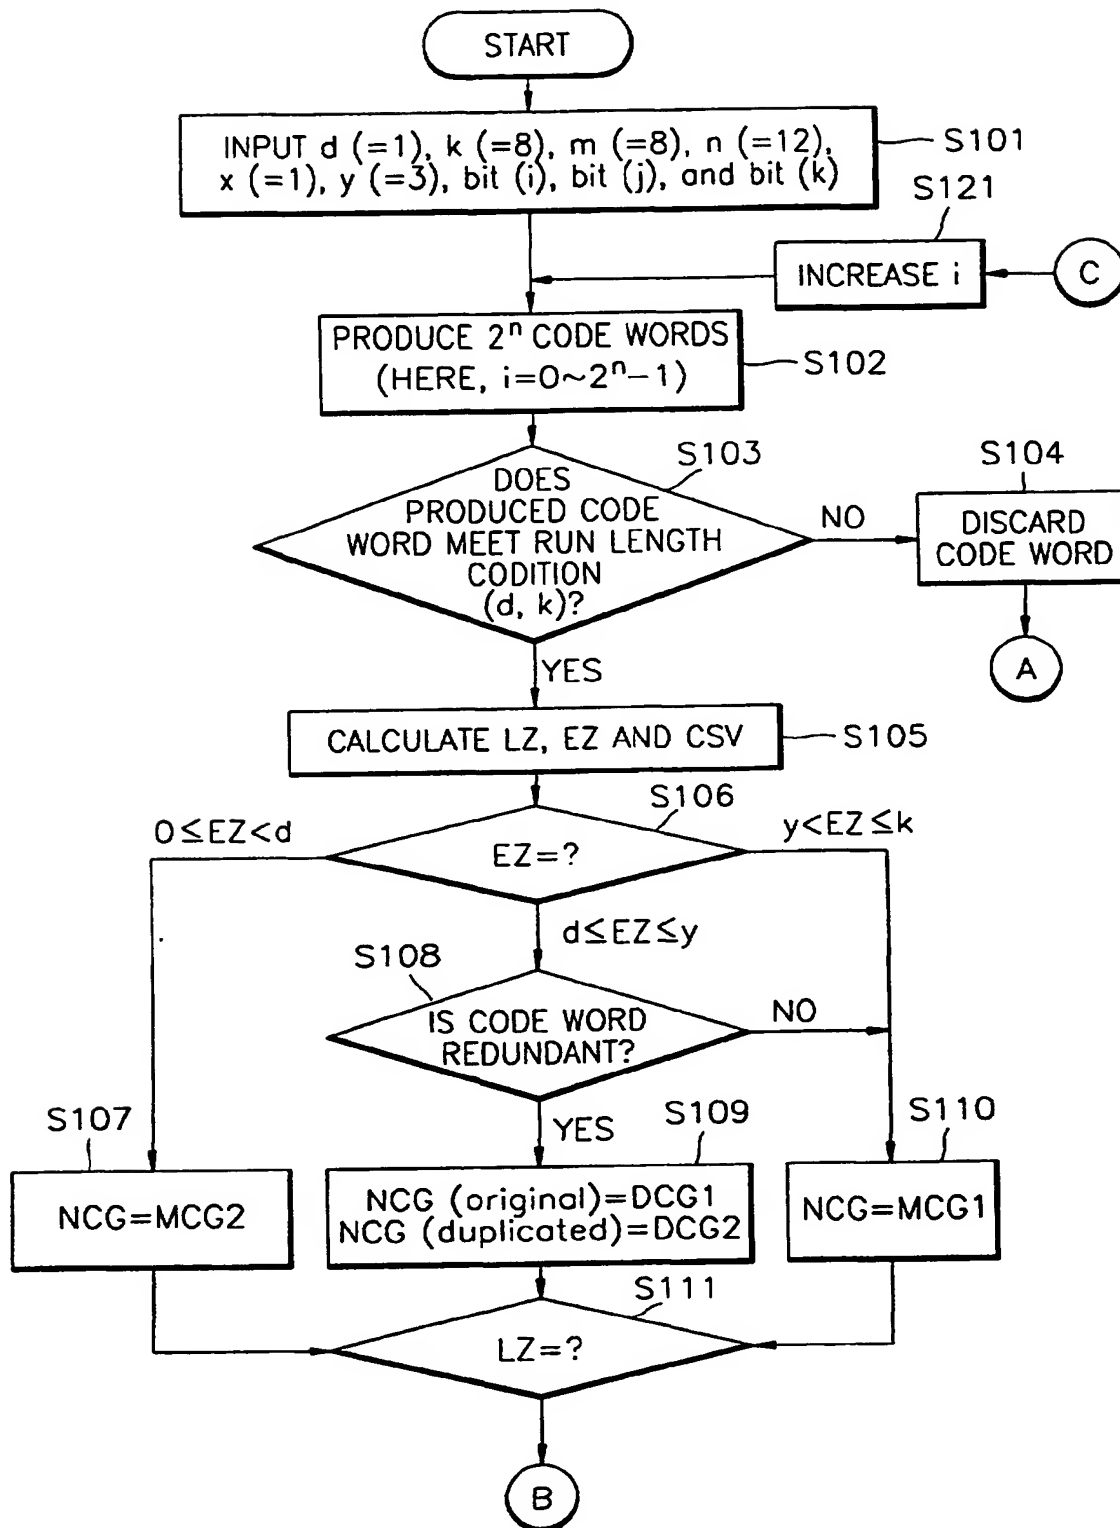 START
INPUT d (=1), k (=8), m (=8), n (=12),
x (=1), y (=3), bit (i), bit (j), and bit (k)
S101
S121
INCREASE i
C
PRODUCE 2ⁿ CODE WORDS
(HERE, i=0~2ⁿ-1)
S102
S103
DOES
PRODUCED CODE
WORD MEET RUN LENGTH
CODITION
(d, k)?
NO
S104
DISCARD
CODE WORD
A
YES
CALCULATE LZ, EZ AND CSV
S105
S106
0≤EZ<d
EZ=?
y<EZ≤k
d≤EZ≤y
S108
IS CODE WORD
REDUNDANT?
NO
YES
S107
NCG=MCG2
S109
NCG (original)=DCG1
NCG (duplicated)=DCG2
S110
NCG=MCG1
S111
LZ=?
B